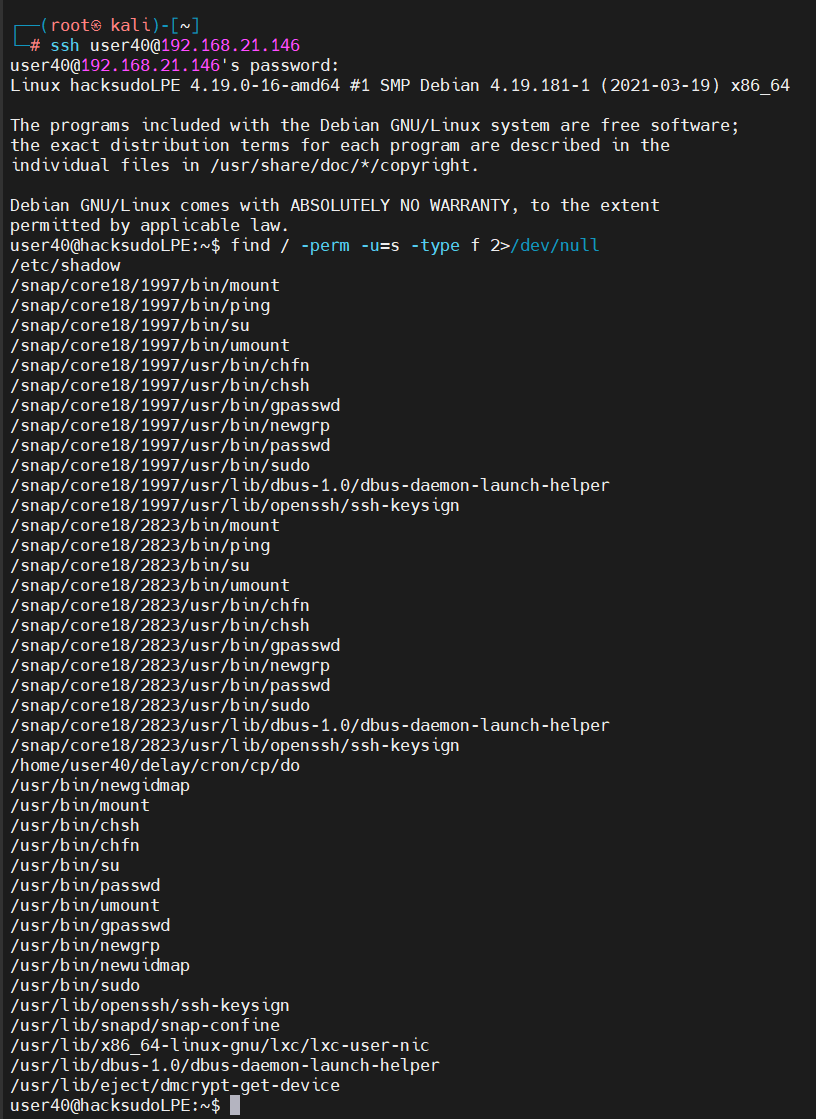 ┌──(root㉿ kali)-[~]
└─# ssh user40@192.168.21.146
user40@192.168.21.146's password:
Linux hacksudoLPE 4.19.0-16-amd64 #1 SMP Debian 4.19.181-1 (2021-03-19) x86_64

The programs included with the Debian GNU/Linux system are free software;
the exact distribution terms for each program are described in the
individual files in /usr/share/doc/*/copyright.

Debian GNU/Linux comes with ABSOLUTELY NO WARRANTY, to the extent
permitted by applicable law.
user40@hacksudoLPE:~$ find / -perm -u=s -type f 2>/dev/null
/etc/shadow
/snap/core18/1997/bin/mount
/snap/core18/1997/bin/ping
/snap/core18/1997/bin/su
/snap/core18/1997/bin/umount
/snap/core18/1997/usr/bin/chfn
/snap/core18/1997/usr/bin/chsh
/snap/core18/1997/usr/bin/gpasswd
/snap/core18/1997/usr/bin/newgrp
/snap/core18/1997/usr/bin/passwd
/snap/core18/1997/usr/bin/sudo
/snap/core18/1997/usr/lib/dbus-1.0/dbus-daemon-launch-helper
/snap/core18/1997/usr/lib/openssh/ssh-keysign
/snap/core18/2823/bin/mount
/snap/core18/2823/bin/ping
/snap/core18/2823/bin/su
/snap/core18/2823/bin/umount
/snap/core18/2823/usr/bin/chfn
/snap/core18/2823/usr/bin/chsh
/snap/core18/2823/usr/bin/gpasswd
/snap/core18/2823/usr/bin/newgrp
/snap/core18/2823/usr/bin/passwd
/snap/core18/2823/usr/bin/sudo
/snap/core18/2823/usr/lib/dbus-1.0/dbus-daemon-launch-helper
/snap/core18/2823/usr/lib/openssh/ssh-keysign
/home/user40/delay/cron/cp/do
/usr/bin/newgidmap
/usr/bin/mount
/usr/bin/chsh
/usr/bin/chfn
/usr/bin/su
/usr/bin/passwd
/usr/bin/umount
/usr/bin/gpasswd
/usr/bin/newgrp
/usr/bin/newuidmap
/usr/bin/sudo
/usr/lib/openssh/ssh-keysign
/usr/lib/snapd/snap-confine
/usr/lib/x86_64-linux-gnu/lxc/lxc-user-nic
/usr/lib/dbus-1.0/dbus-daemon-launch-helper
/usr/lib/eject/dmcrypt-get-device
user40@hacksudoLPE:~$